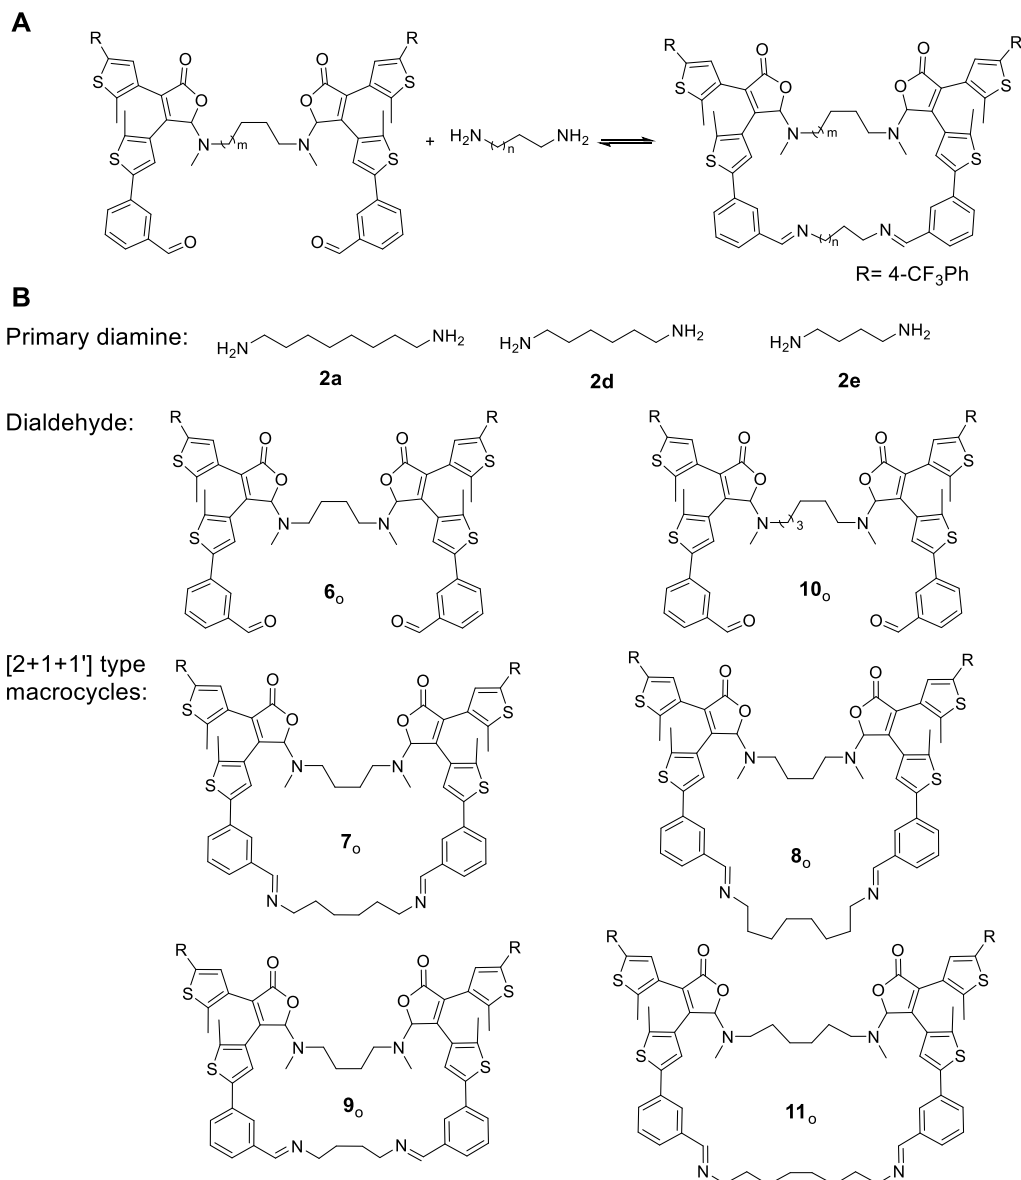 A
R
R
O
O
S
O
O
S
S
N
N
S
m
+
H2N
n
NH2
O
O
R
R
O
O
S
O
O
S
S
N
N
S
m
N
n
N
R= 4-CF3Ph
B
Primary diamine:
H2N
NH2
H2N
NH2
H2N
NH2
2a
2d
2e
Dialdehyde:
R
R
O
O
S
O
O
S
S
N
N
S
6o
O
O
R
R
O
O
S
O
O
S
S
N
3
N
S
10o
O
O
[2+1+1'] type
macrocycles:
R
R
O
O
S
O
O
S
S
N
N
S
7o
N
N
R
R
O
O
S
O
O
S
S
N
N
S
8o
N
N
R
R
O
O
S
O
O
S
S
N
N
S
9o
N
N
R
R
O
O
S
O
O
S
S
N
N
S
11o
N
N